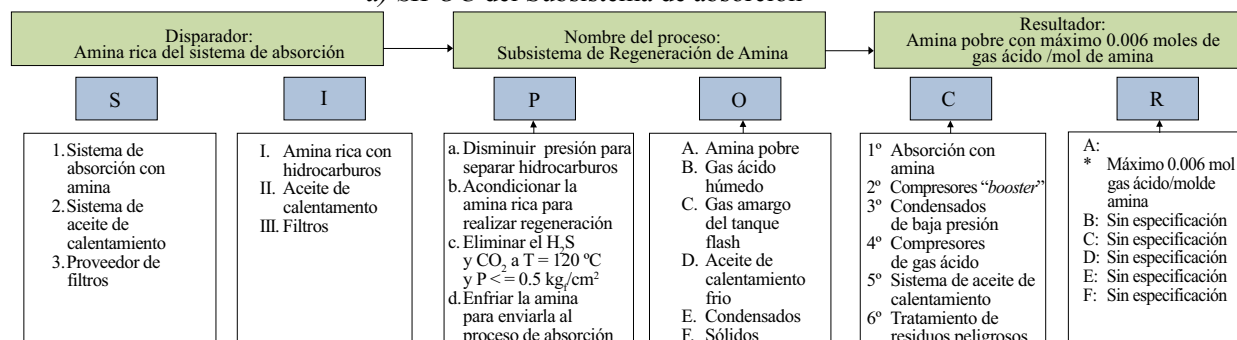 a) SIPOC del Subsistema de absorción
Disparador:
Amina rica del sistema de absorción
Nombre del proceso:
Subsistema de Regeneración de Amina
Resultador:
Amina pobre con máximo 0.006 moles de
gas ácido /mol de amina
S
I
P
O
C
R
1.Sistema de
absorción con
amina
2.Sistema de
aceite de
calentamiento
3.Proveedor de
filtros
I. Amina rica con
hidrocarburos
II. Aceite de
calentamento
III. Filtros
a. Disminuir presión para
separar hidrocarburos
b. Acondicionar la
amina rica para
realizar regeneración
c. Eliminar el H2S
y CO2 a T = 120 ºC
y P < = 0.5 kgf/cm2
d. Enfriar la amina
para enviarla al
proceso de absorción
A. Amina pobre
B. Gas ácido
húmedo
C. Gas amargo
del tanque
flash
D. Aceite de
calentamiento
frio
E. Condensados
F. Sólidos
1º Absorción con
amina
2º Compresores “booster”
3º Condensados
de baja presión
4º Compresores
de gas ácido
5º Sistema de aceite de
calentamiento
6º Tratamiento de
residuos peligrosos
A:
* Máximo 0.006 mol
gas ácido/molde
amina
B: Sin especificación
C: Sin especificación
D: Sin especificación
E: Sin especificación
F: Sin especificación